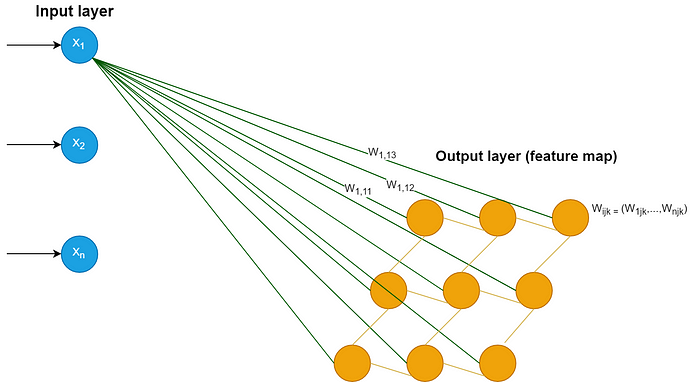 Input layer
X1
X2
Xn
W1,13
W1,12
W1,11
Output layer (feature map)
Wijk = (W1jk,...,Wnjk)